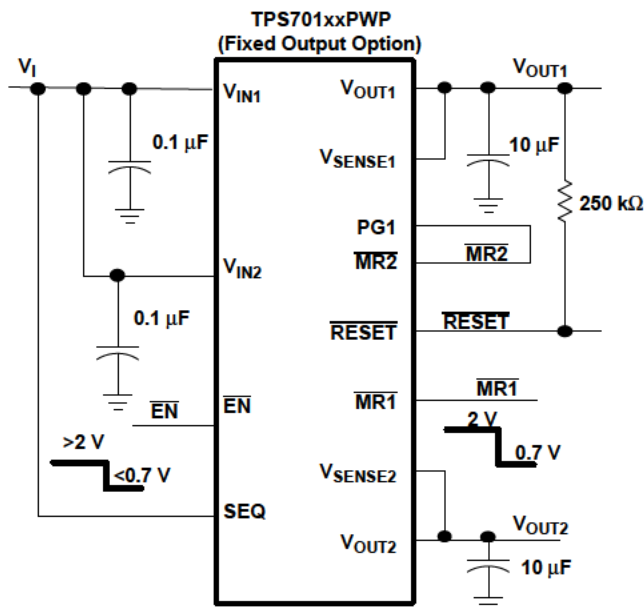 TPS701xxPWP
(Fixed Output Option)
VI
VIN1
VOUT1
VOUT1
0.1 µF
VSENSE1
10 µF
250 kΩ
PG1
MR2
MR2
VIN2
0.1 µF
RESET
RESET
EN
EN
MR1
MR1
>2 V
<0.7 V
2 V
0.7 V
VSENSE2
SEQ
VOUT2
VOUT2
10 µF